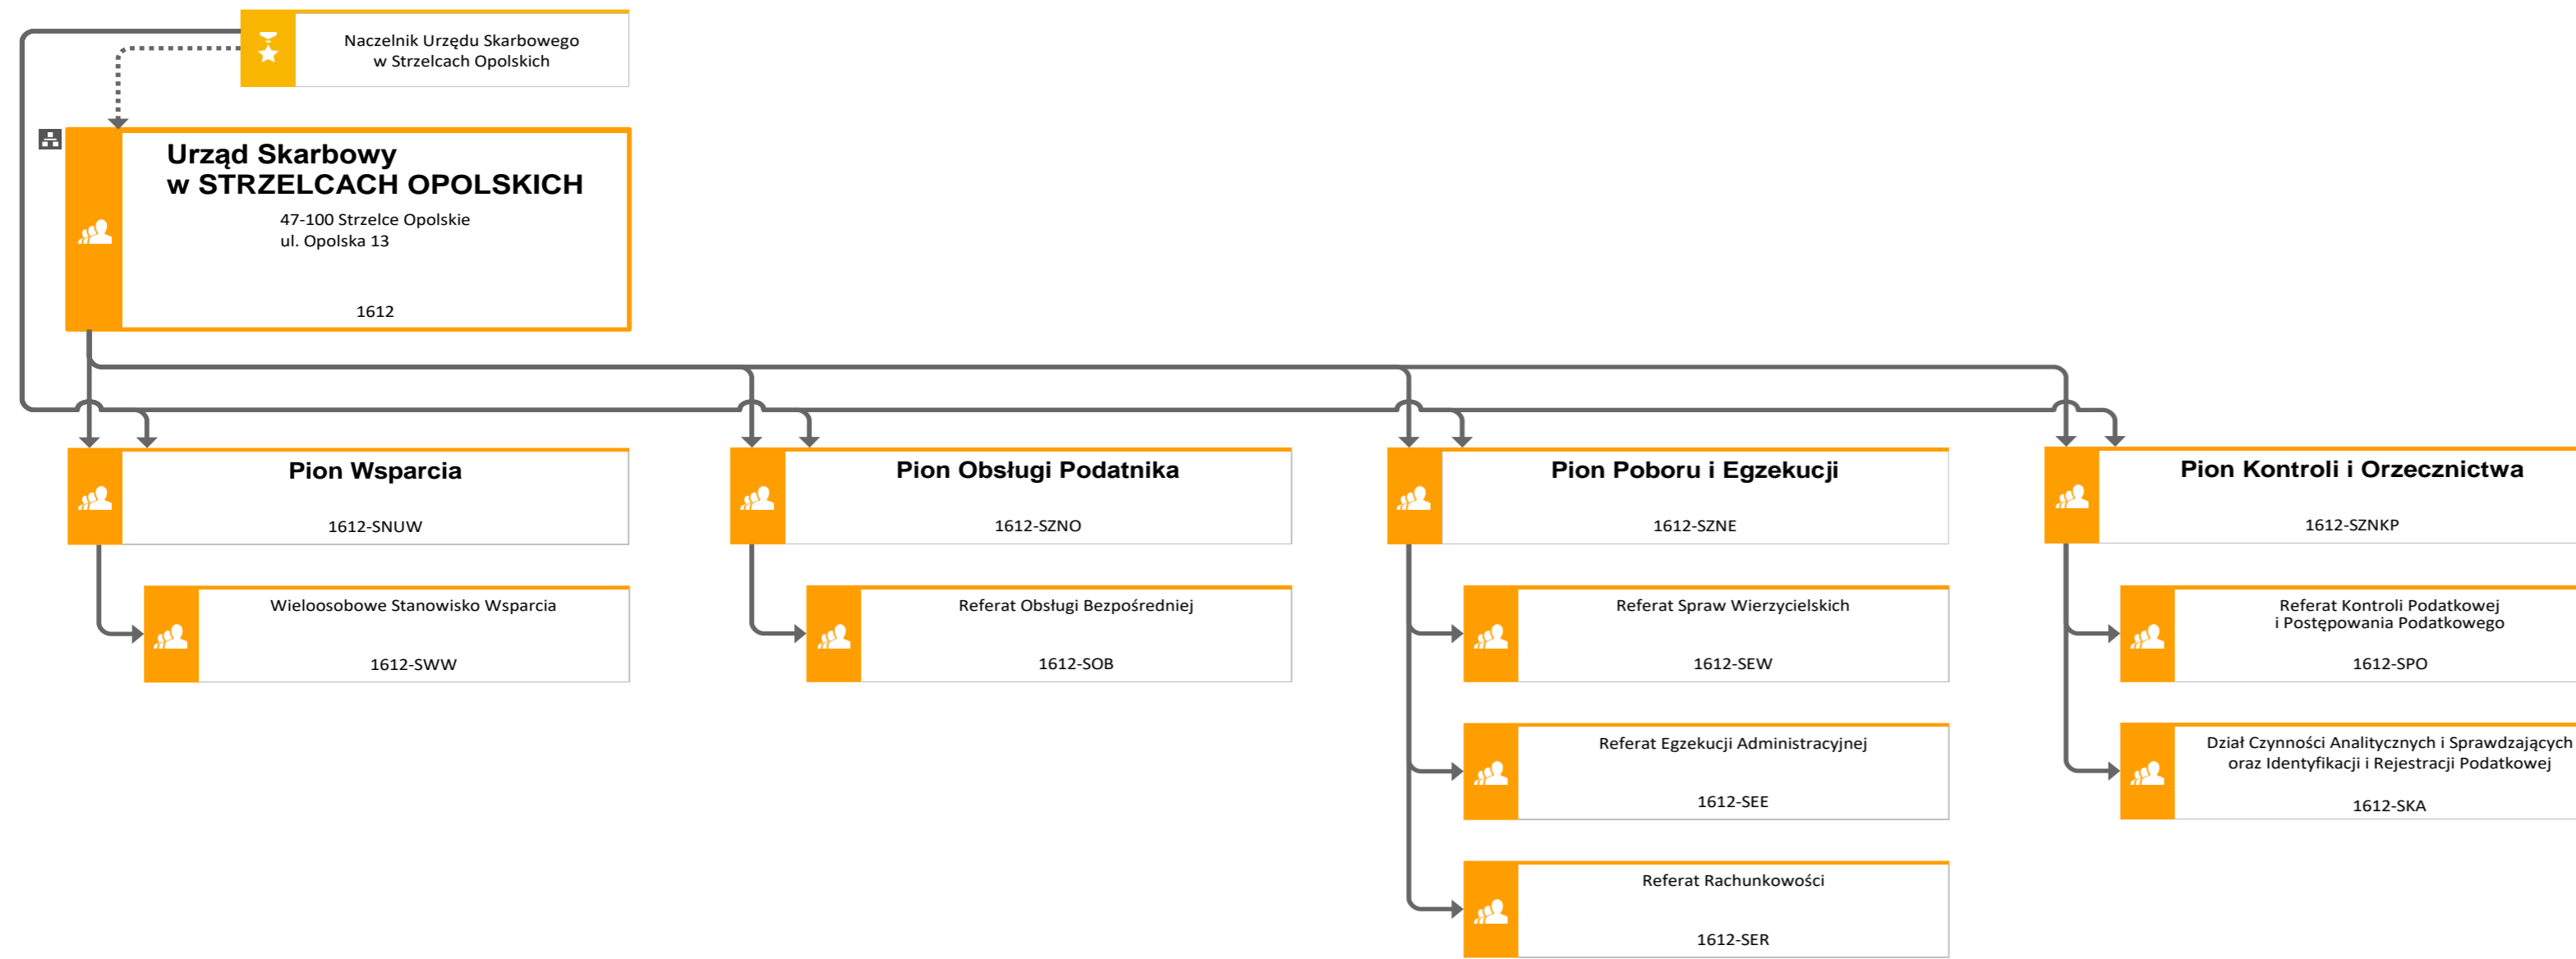 Naczelnik Urzędu Skarbowego
w Strzelcach Opolskich
Urząd Skarbowy
w STRZELCACH OPOLSKICH
47-100 Strzelce Opolskie
ul. Opolska 13
1612
Pion Wsparcia
1612-SNUW
Wieloosobowe Stanowisko Wsparcia
1612-SWW
Pion Obsługi Podatnika
1612-SZNO
Referat Obsługi Bezpośredniej
1612-SOB
Pion Poboru i Egzekucji
1612-SZNE
Referat Spraw Wierzycielskich
1612-SEW
Referat Egzekucji Administracyjnej
1612-SEE
Referat Rachunkowości
1612-SER
Pion Kontroli i Orzecznictwa
1612-SZNKP
Referat Kontroli Podatkowej
i Postępowania Podatkowego
1612-SPO
Dział Czynności Analitycznych i Sprawdzających
oraz Identyfikacji i Rejestracji Podatkowej
1612-SKA